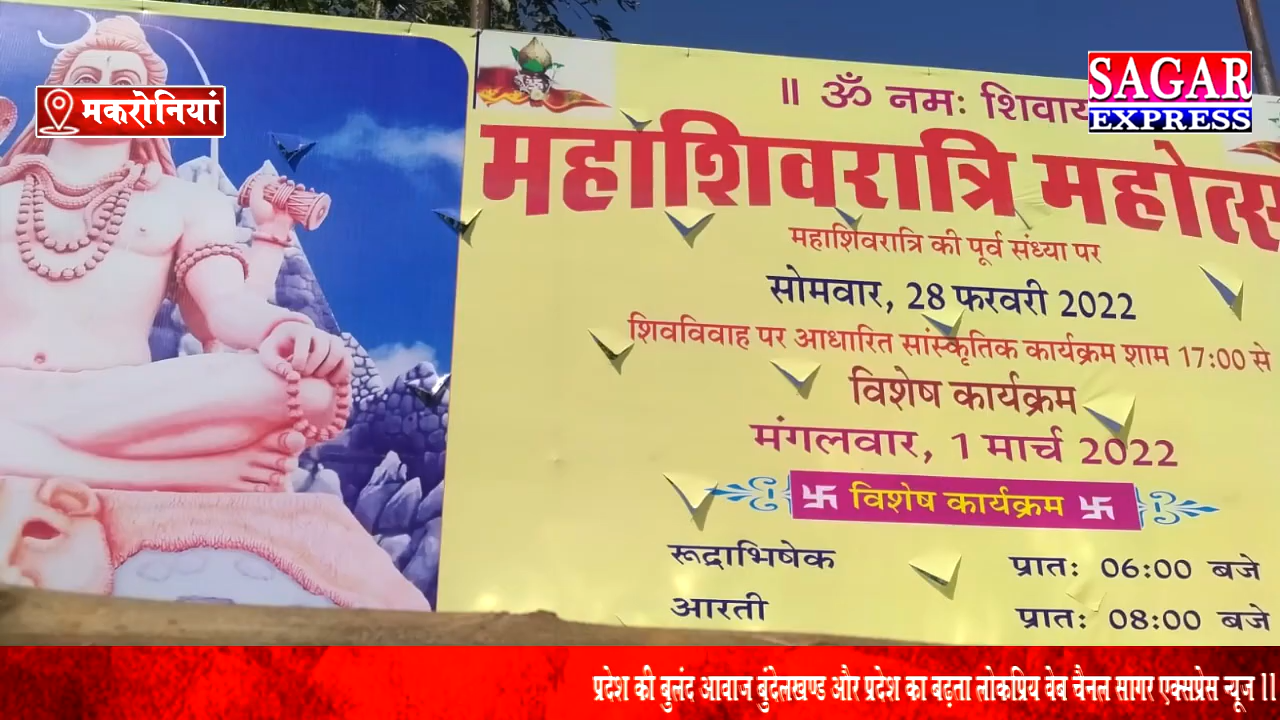 मकरोनियां
SAGAR
EXPRESS
॥ ॐ नमः शिवाय
महाशिवरात्रि महोत्स
महाशिवरात्रि की पूर्व संध्या पर
सोमवार, 28 फरवरी 2022
शिवविवाह पर आधारित सांस्कृतिक कार्यक्रम शाम 17:00 से
विशेष कार्यक्रम
मंगलवार, 1 मार्च 2022
卐 विशेष कार्यक्रम 卐
रूद्राभिषेक प्रातः 06:00 बजे
आरती प्रातः 08:00 बजे
प्रदेश की बुलंद आवाज बुंदेलखण्ड और प्रदेश का बढ़ता लोकप्रिय वेब चैनल सागर एक्सप्रेस न्यूज ।।